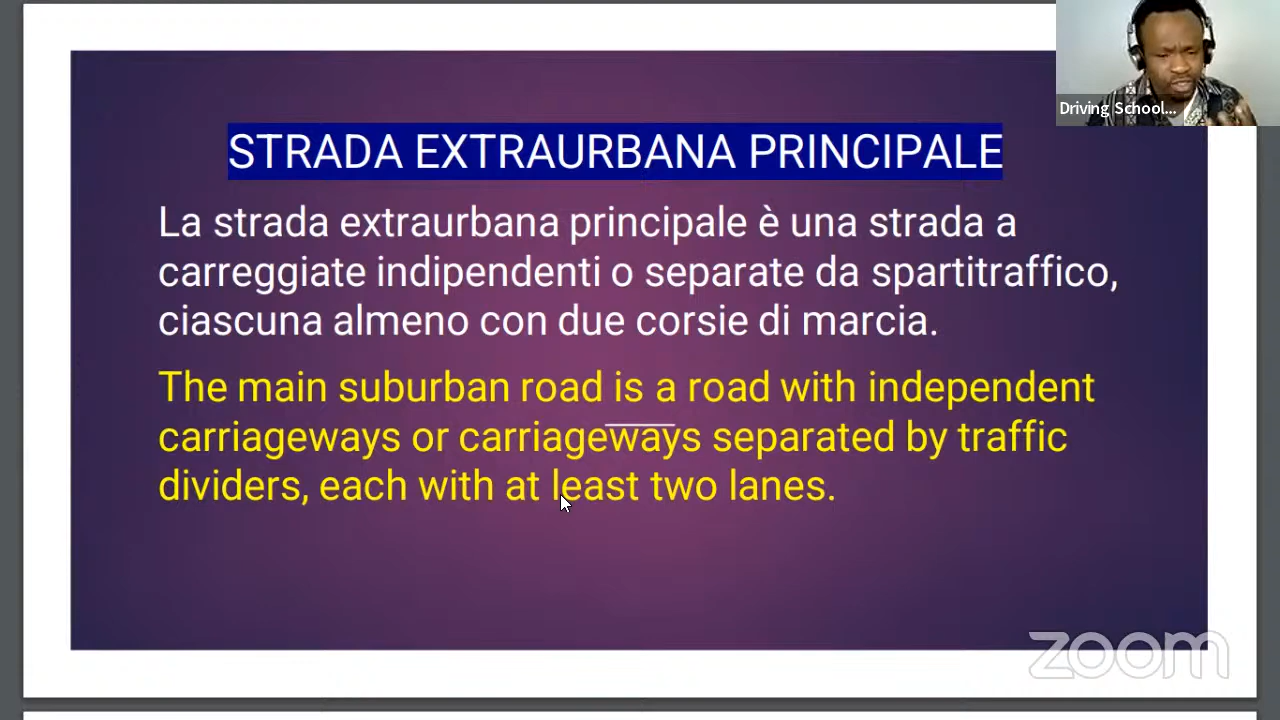 Driving School...
STRADA EXTRAURBANA PRINCIPALE
La strada extraurbana principale è una strada a
carreggiate indipendenti o separate da spartitraffico,
ciascuna almeno con due corsie di marcia.
The main suburban road is a road with independent
carriageways or carriageways separated by traffic
dividers, each with at least two lanes.
zoom